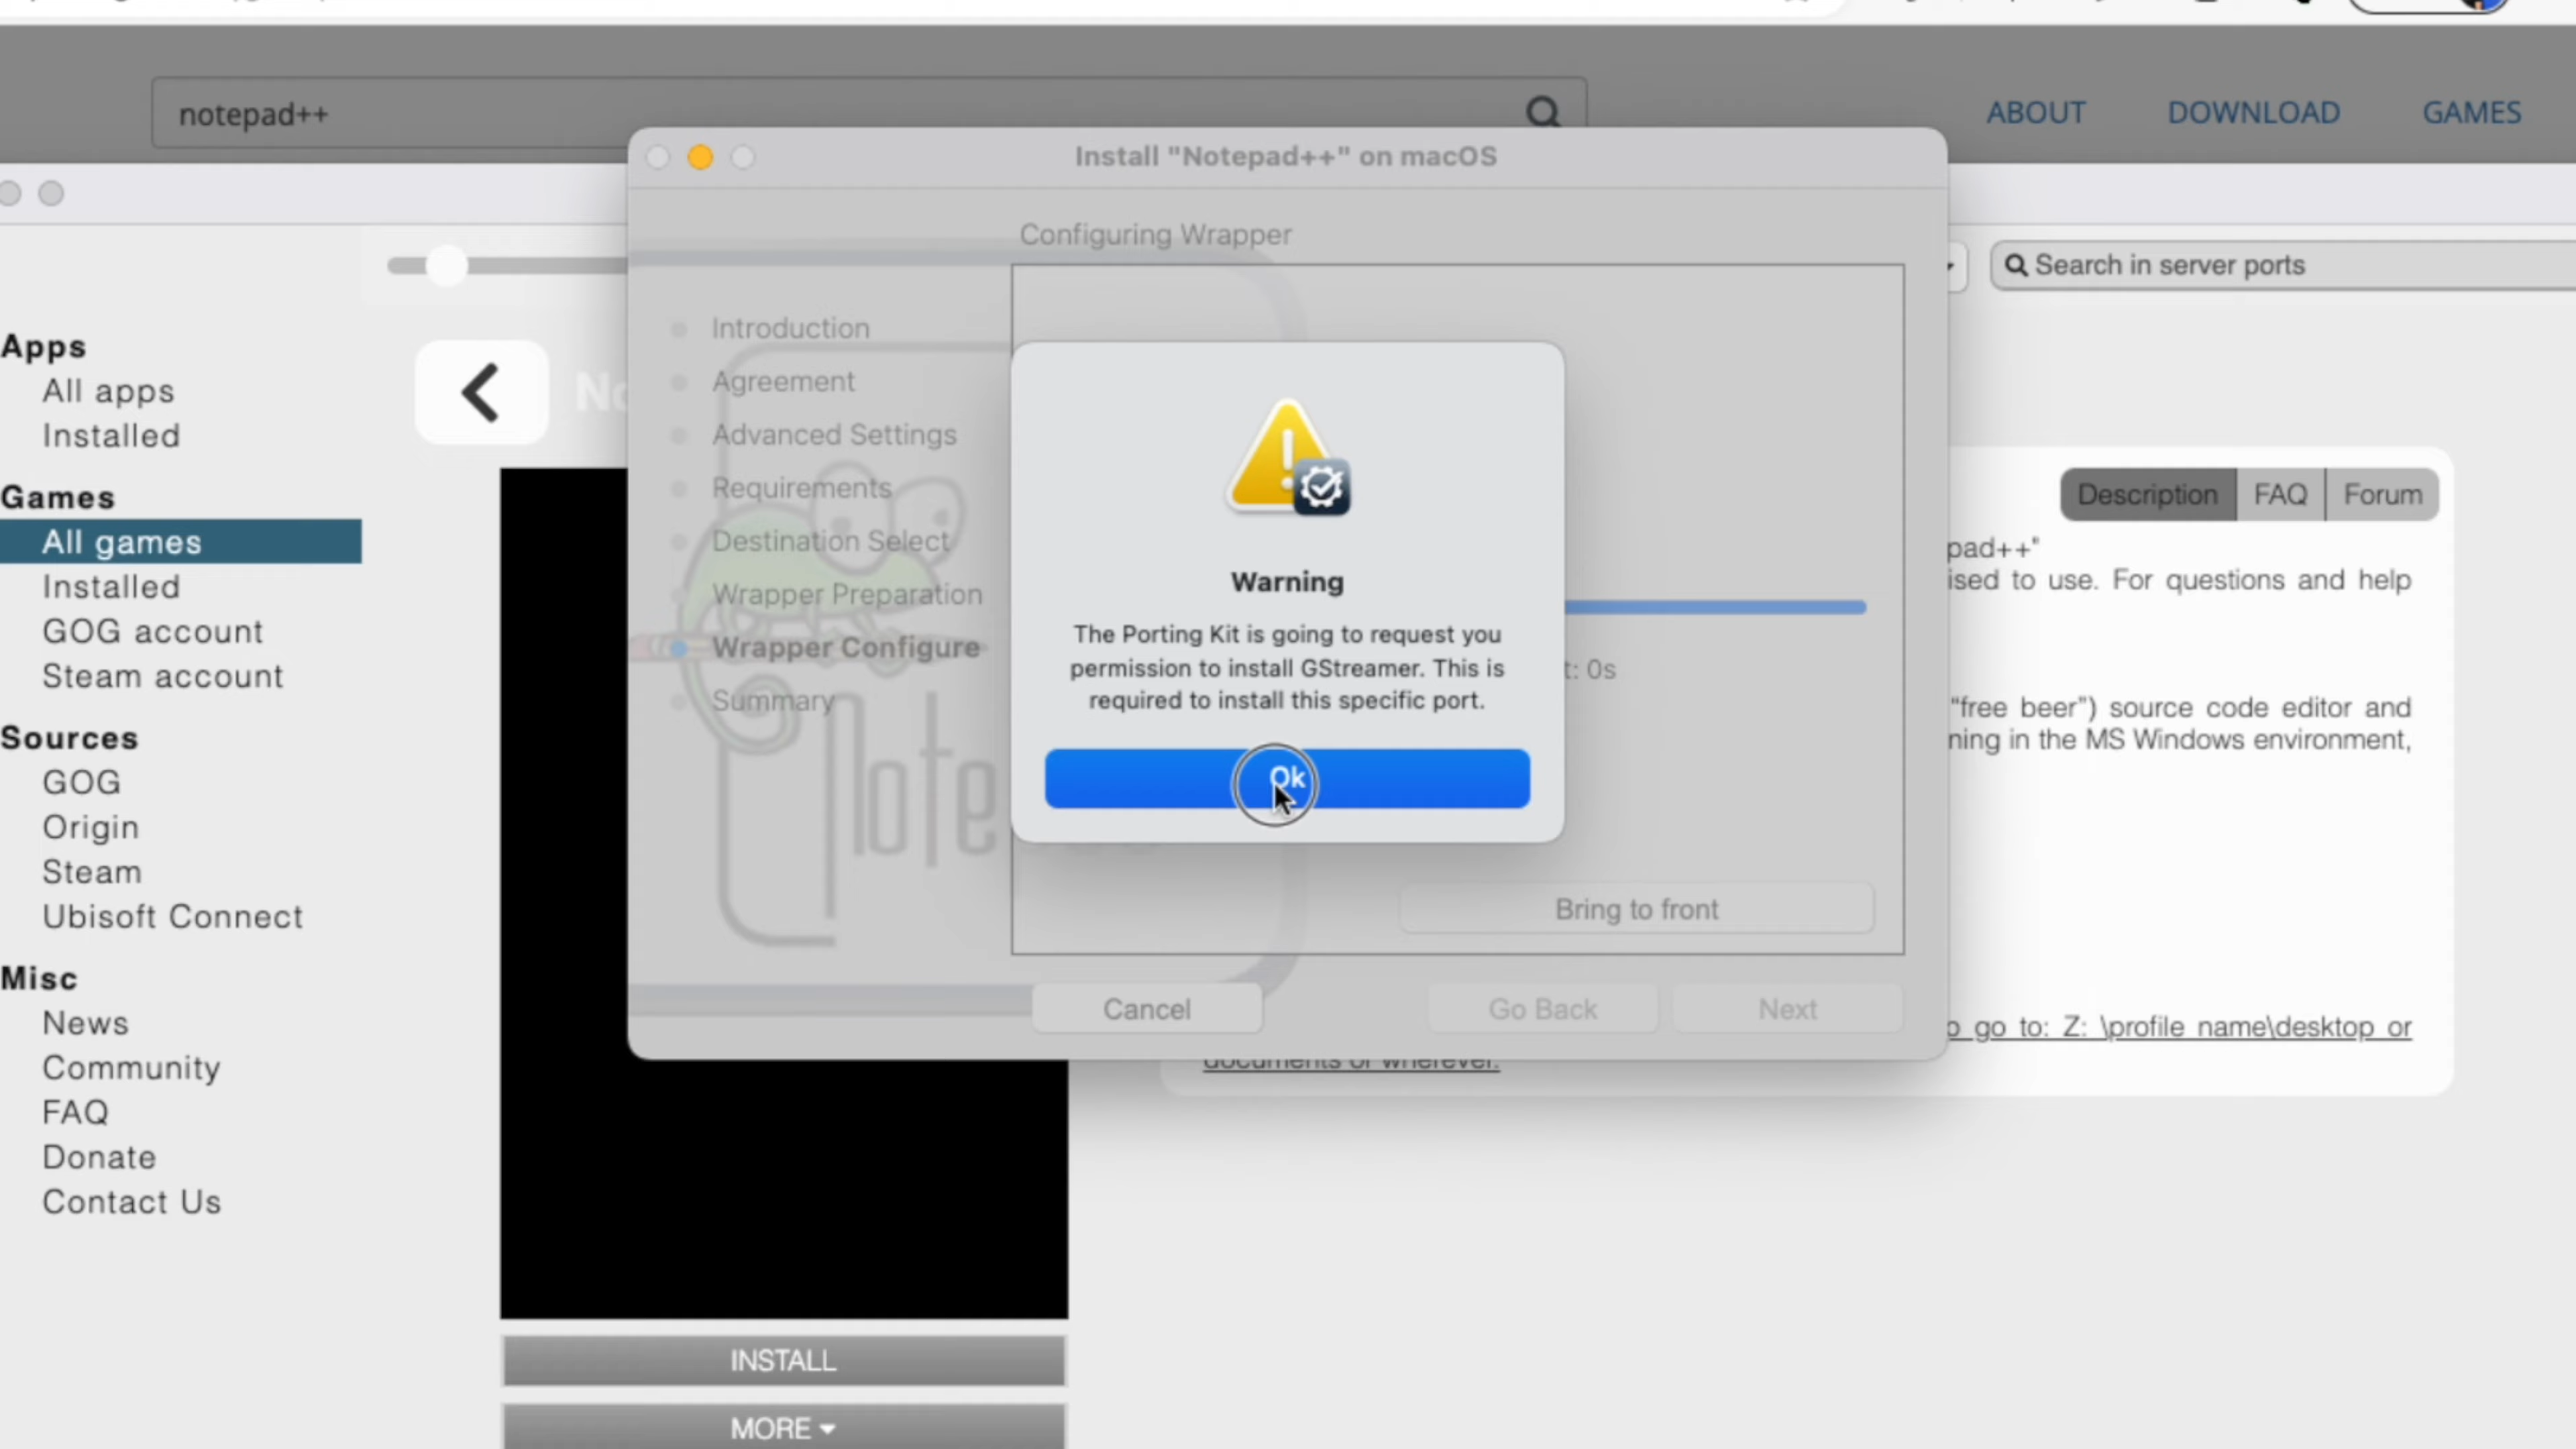 notepad++
ABOUT
DOWNLOAD
GAMES
Install "Notepad++" on macOS
Configuring Wrapper
Search in server ports
Apps
All apps
Installed
Games
All games
Installed
GOG account
Steam account
Sources
GOG
Origin
Steam
Ubisoft Connect
Misc
News
Community
FAQ
Donate
Contact Us
No
Introduction
Agreement
Advanced Settings
Requirements
Destination Select
Wrapper Preparation
Wrapper Configure
Summary
Note
Warning
The Porting Kit is going to request you
permission to install GStreamer. This is
required to install this specific port.
Ok
t: 0s
Bring to front
Cancel
Go Back
Next
Description
FAQ
Forum
pad++"
ised to use. For questions and help
“free beer”) source code editor and
ning in the MS Windows environment,
o go to: Z: \profile name\desktop or
documents or wherever.
INSTALL
MORE